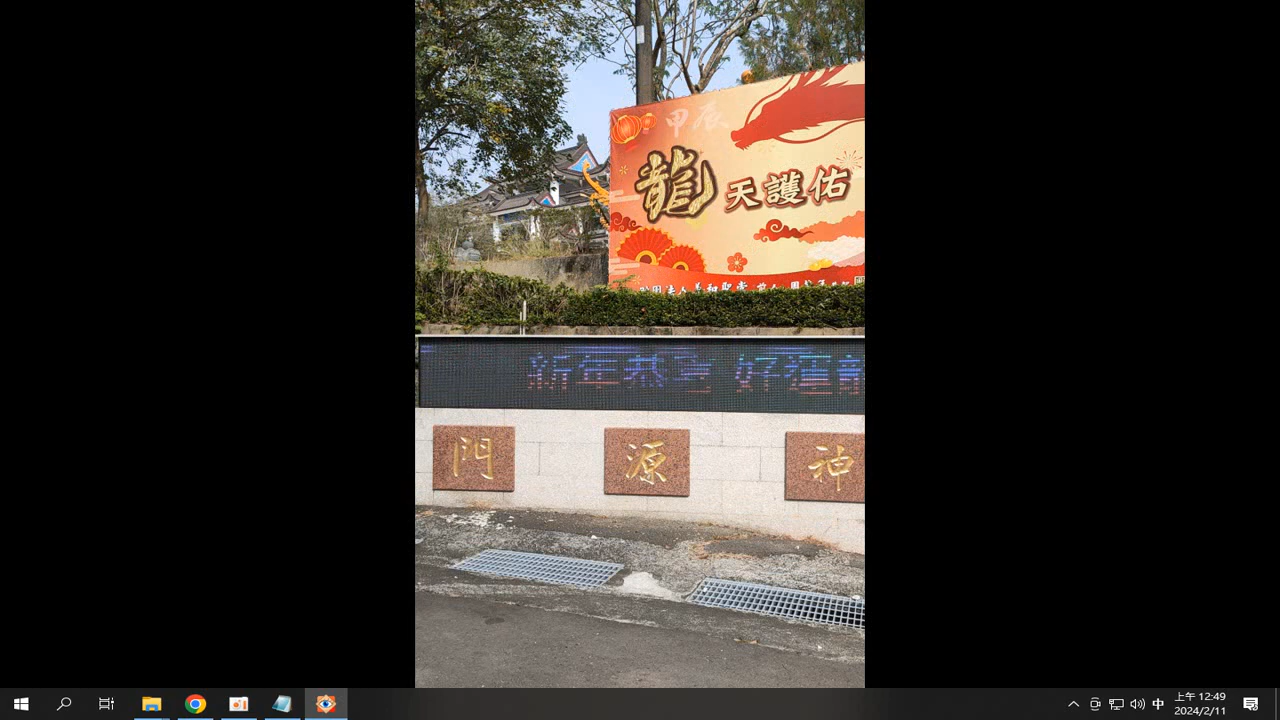 甲辰
龍天護佑
新年恭喜 好運
門
源
神
中
上午 12:49
2024/2/11